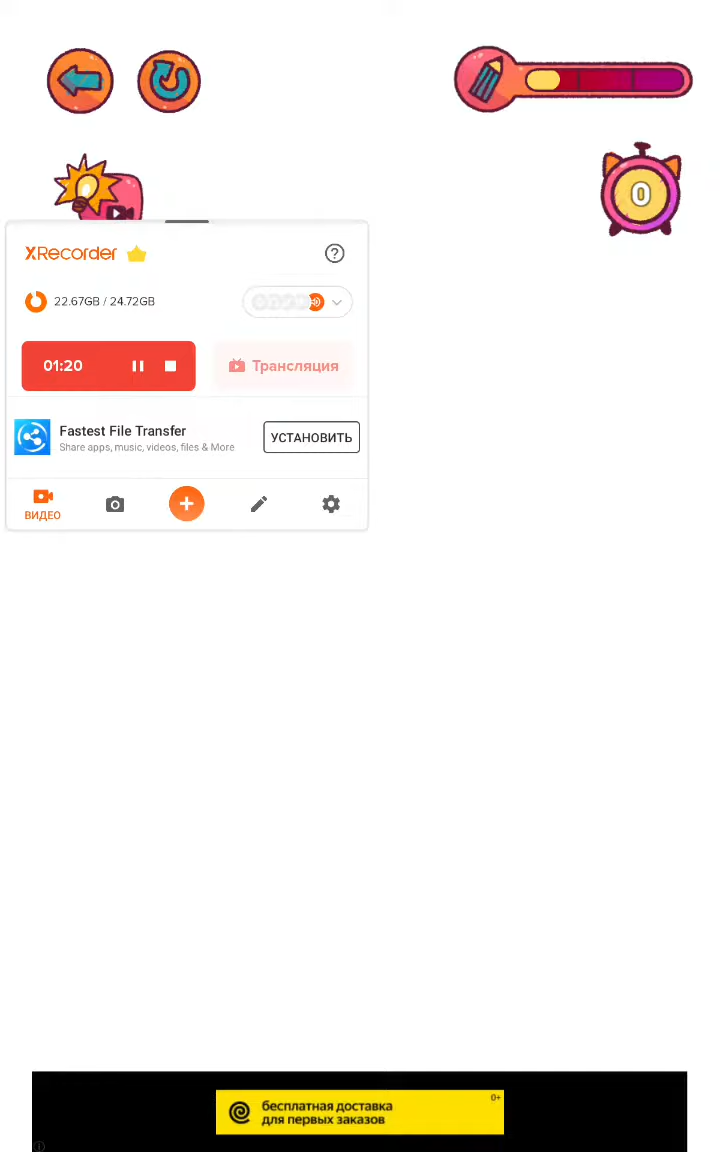 0
XRecorder
22.67GB / 24.72GB
01:20
Трансляция
Fastest File Transfer
Share apps, music, videos, files & More
УСТАНОВИТЬ
ВИДЕО
0+
бесплатная доставка
для первых заказов